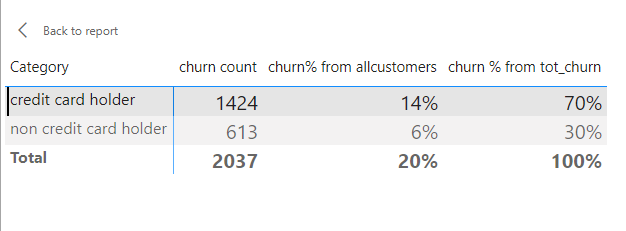 Back to report
Category churn count churn% from allcustomers churn % from tot_churn
credit card holder 1424 14% 70%
non credit card holder 613 6% 30%
Total 2037 20% 100%